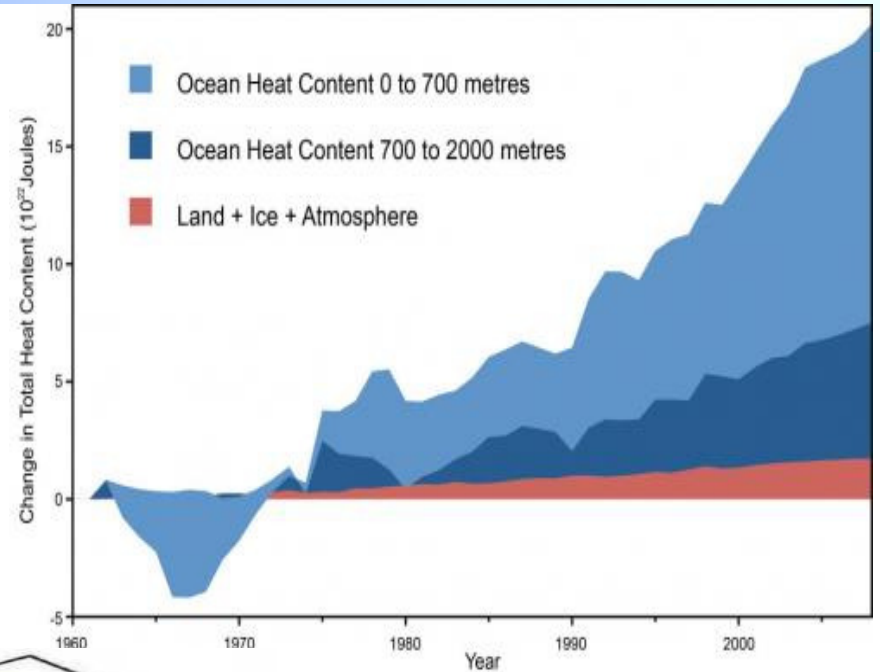 20
Ocean Heat Content 0 to 700 metres
15
Ocean Heat Content 700 to 2000 metres
Land + Ice + Atmosphere
10
5
0
-5
Change in Total Heat Content (10²² Joules)
1960 1970 1980 1990 2000
Year